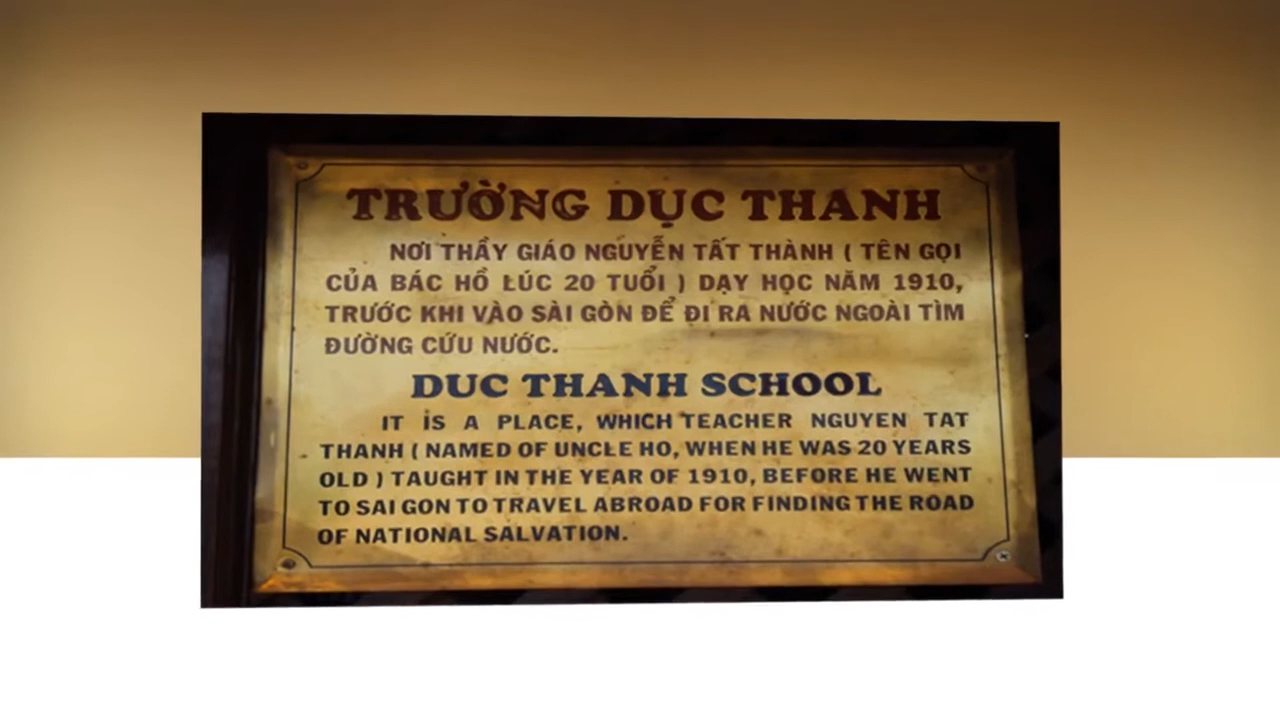 TRƯỜNG DỤC THANH
NƠI THẦY GIÁO NGUYỄN TẤT THÀNH ( TÊN GỌI
CỦA BÁC HỒ LÚC 20 TUỔI ) DẠY HỌC NĂM 1910,
TRƯỚC KHI VÀO SÀI GÒN ĐỂ ĐI RA NƯỚC NGOÀI TÌM
ĐƯỜNG CỨU NƯỚC.
DUC THANH SCHOOL
IT IS A PLACE, WHICH TEACHER NGUYEN TAT
THANH ( NAMED OF UNCLE HO, WHEN HE WAS 20 YEARS
OLD ) TAUGHT IN THE YEAR OF 1910, BEFORE HE WENT
TO SAI GON TO TRAVEL ABROAD FOR FINDING THE ROAD
OF NATIONAL SALVATION.